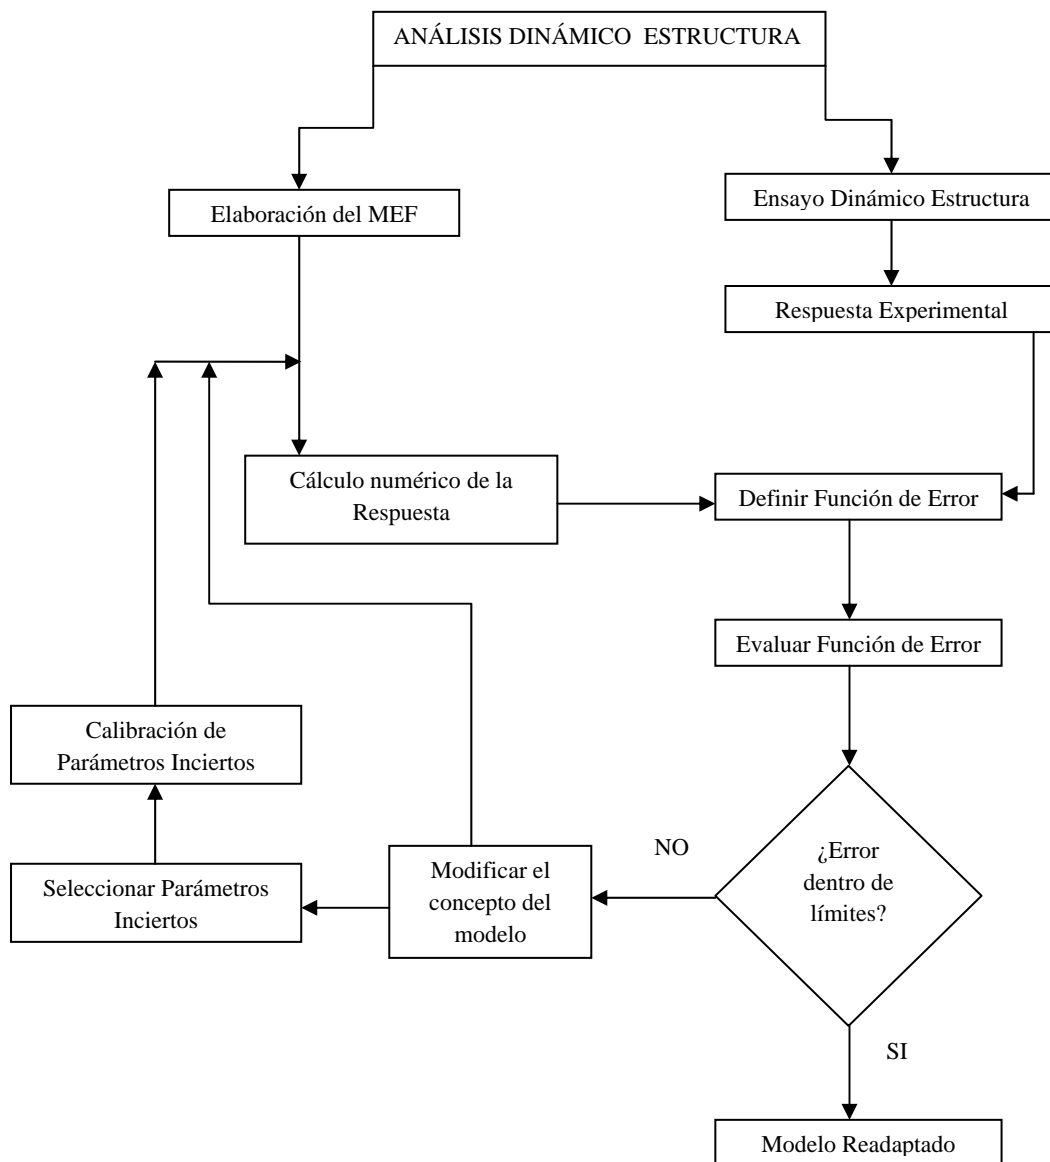 ANÁLISIS DINÁMICO ESTRUCTURA
Elaboración del MEF
Ensayo Dinámico Estructura
Respuesta Experimental
Cálculo numérico de la
Respuesta
Definir Función de Error
Evaluar Función de Error
Calibración de
Parámetros Inciertos
Seleccionar Parámetros
Inciertos
Modificar el
concepto del
modelo
NO
¿Error
dentro de
límites?
SI
Modelo Readaptado